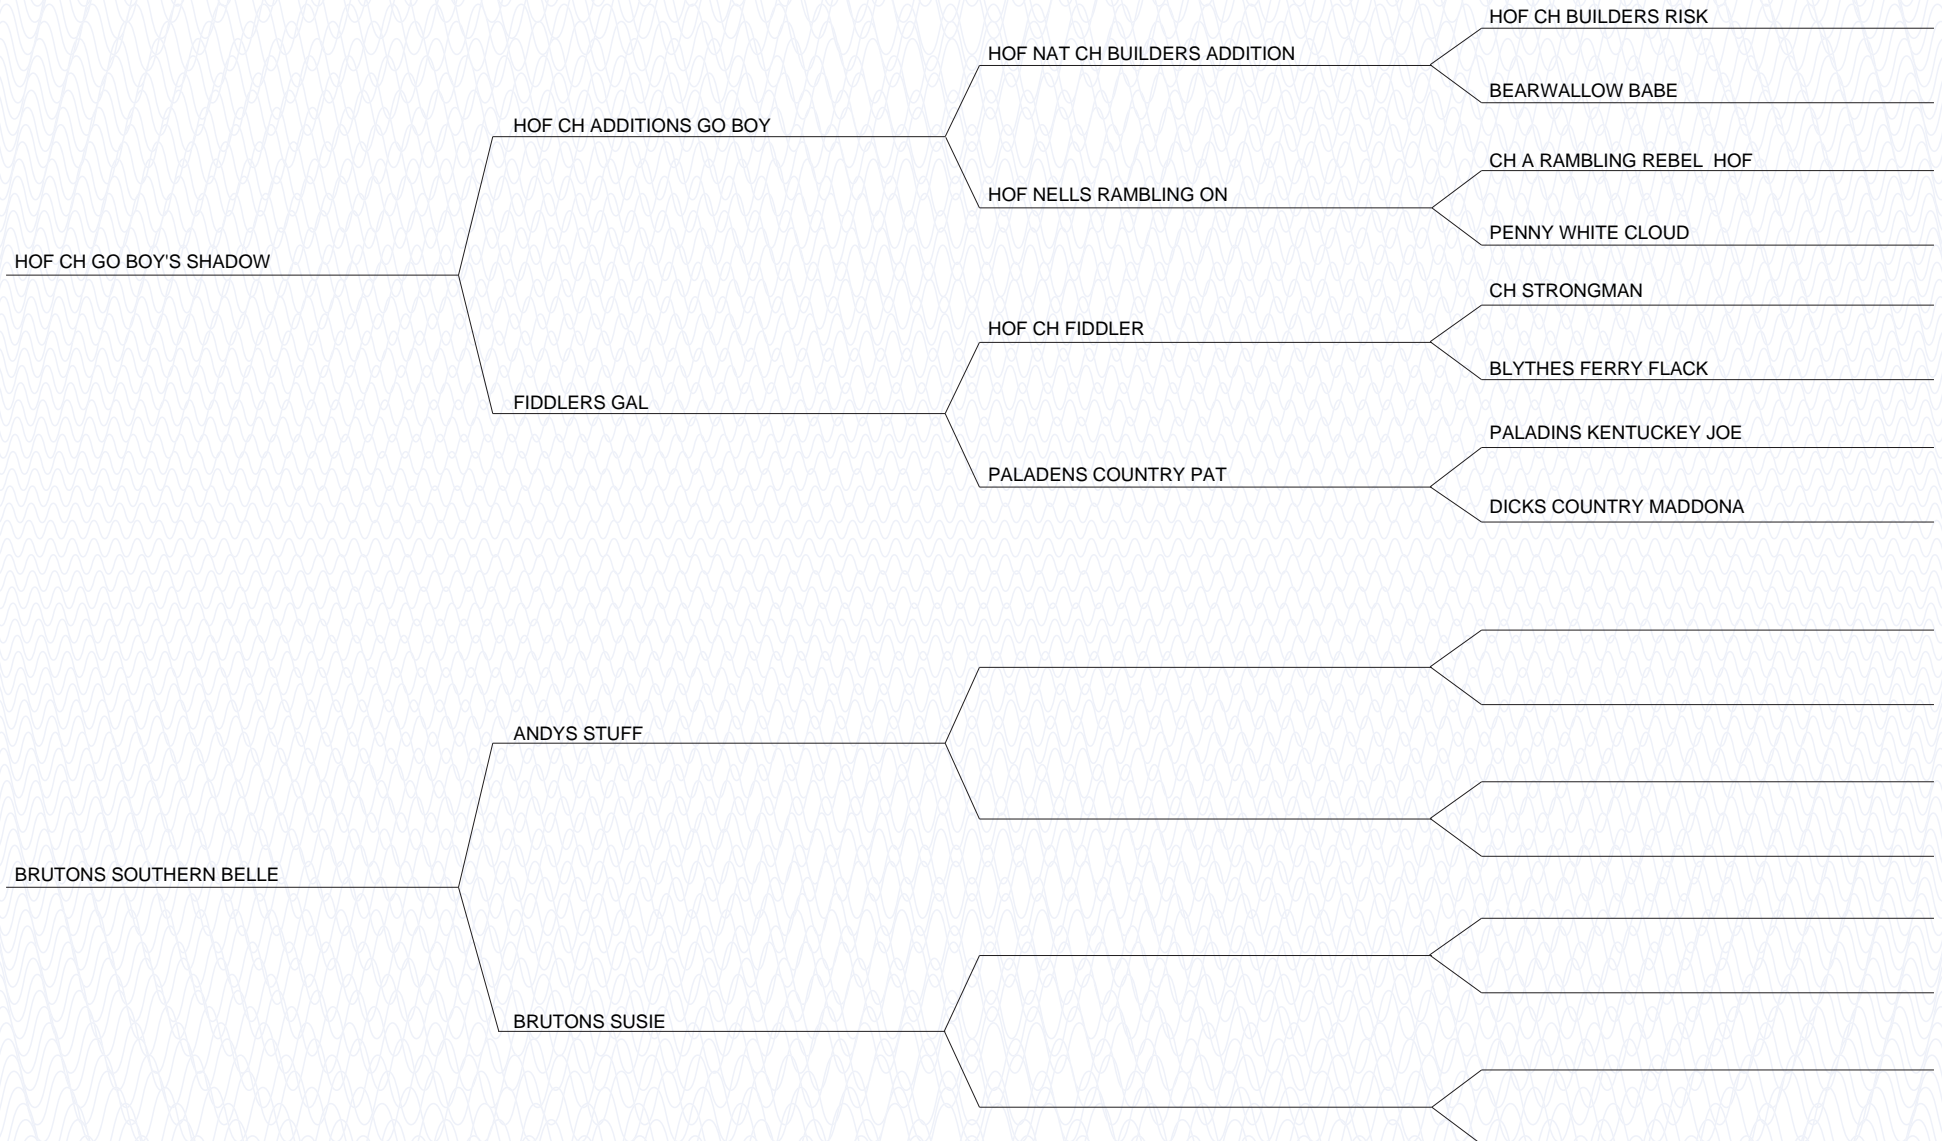 HOF CH BUILDERS RISK
HOF NAT CH BUILDERS ADDITION
BEARWALLOW BABE
HOF CH ADDITIONS GO BOY
CH A RAMBLING REBEL  HOF
HOF NELLS RAMBLING ON
PENNY WHITE CLOUD
HOF CH GO BOY'S SHADOW
CH STRONGMAN
HOF CH FIDDLER
BLYTHES FERRY FLACK
FIDDLERS GAL
PALADINS KENTUCKEY JOE
PALADENS COUNTRY PAT
DICKS COUNTRY MADDONA
ANDYS STUFF
BRUTONS SOUTHERN BELLE
BRUTONS SUSIE